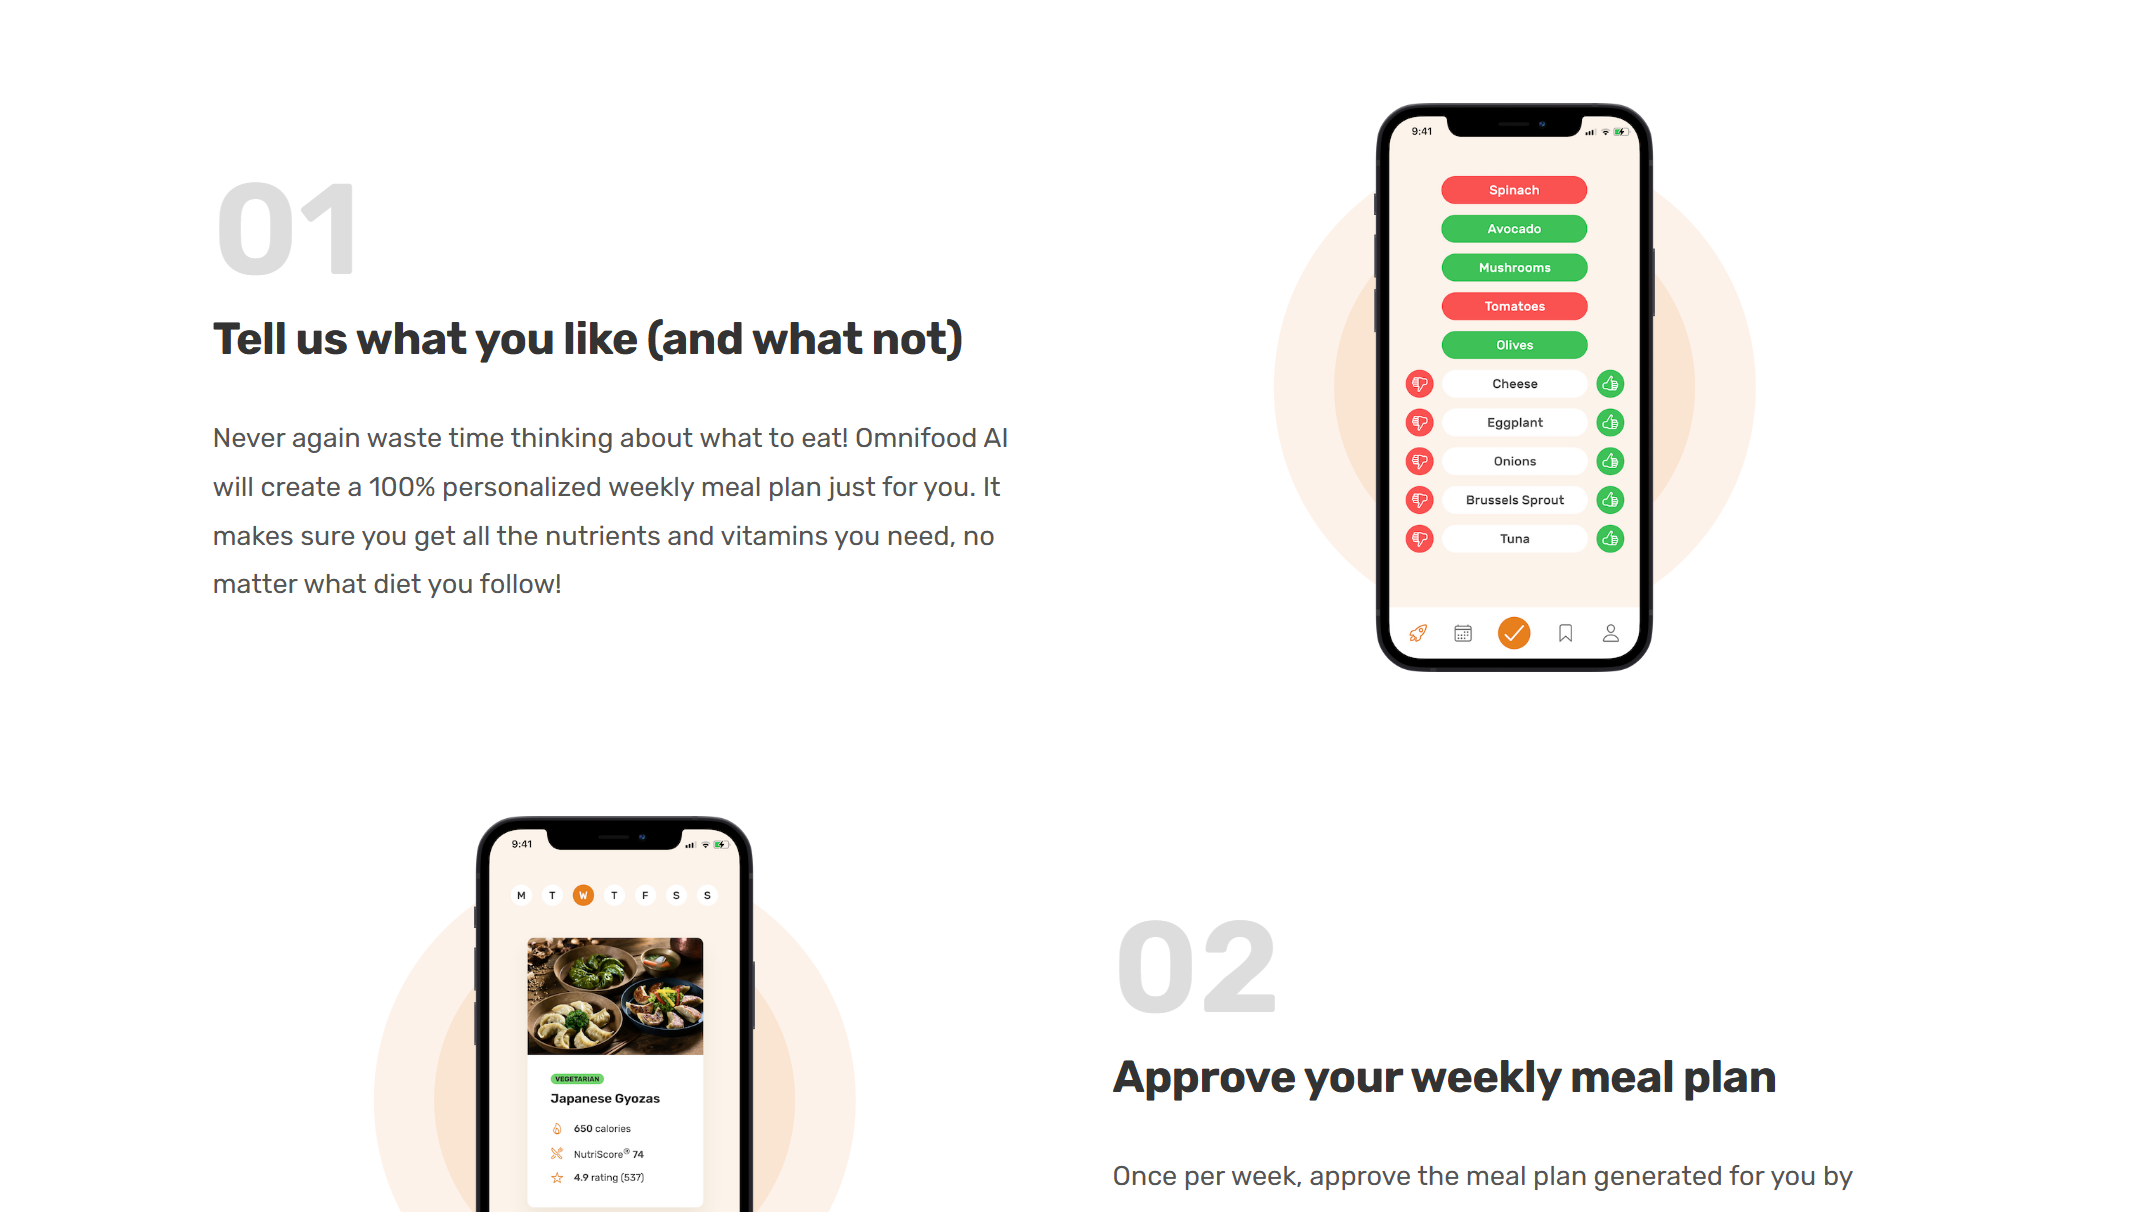 01
Tell us what you like (and what not)
Never again waste time thinking about what to eat! Omnifood AI
will create a 100% personalized weekly meal plan just for you. It
makes sure you get all the nutrients and vitamins you need, no
matter what diet you follow!
9:41
Spinach
Avocado
Mushrooms
Tomatoes
Olives
Cheese
Eggplant
Onions
Brussels Sprout
Tuna
9:41
M T W T F S S
VEGETARIAN
Japanese Gyozas
650 calories
NutriScore® 74
4.9 rating (537)
02
Approve your weekly meal plan
Once per week, approve the meal plan generated for you by